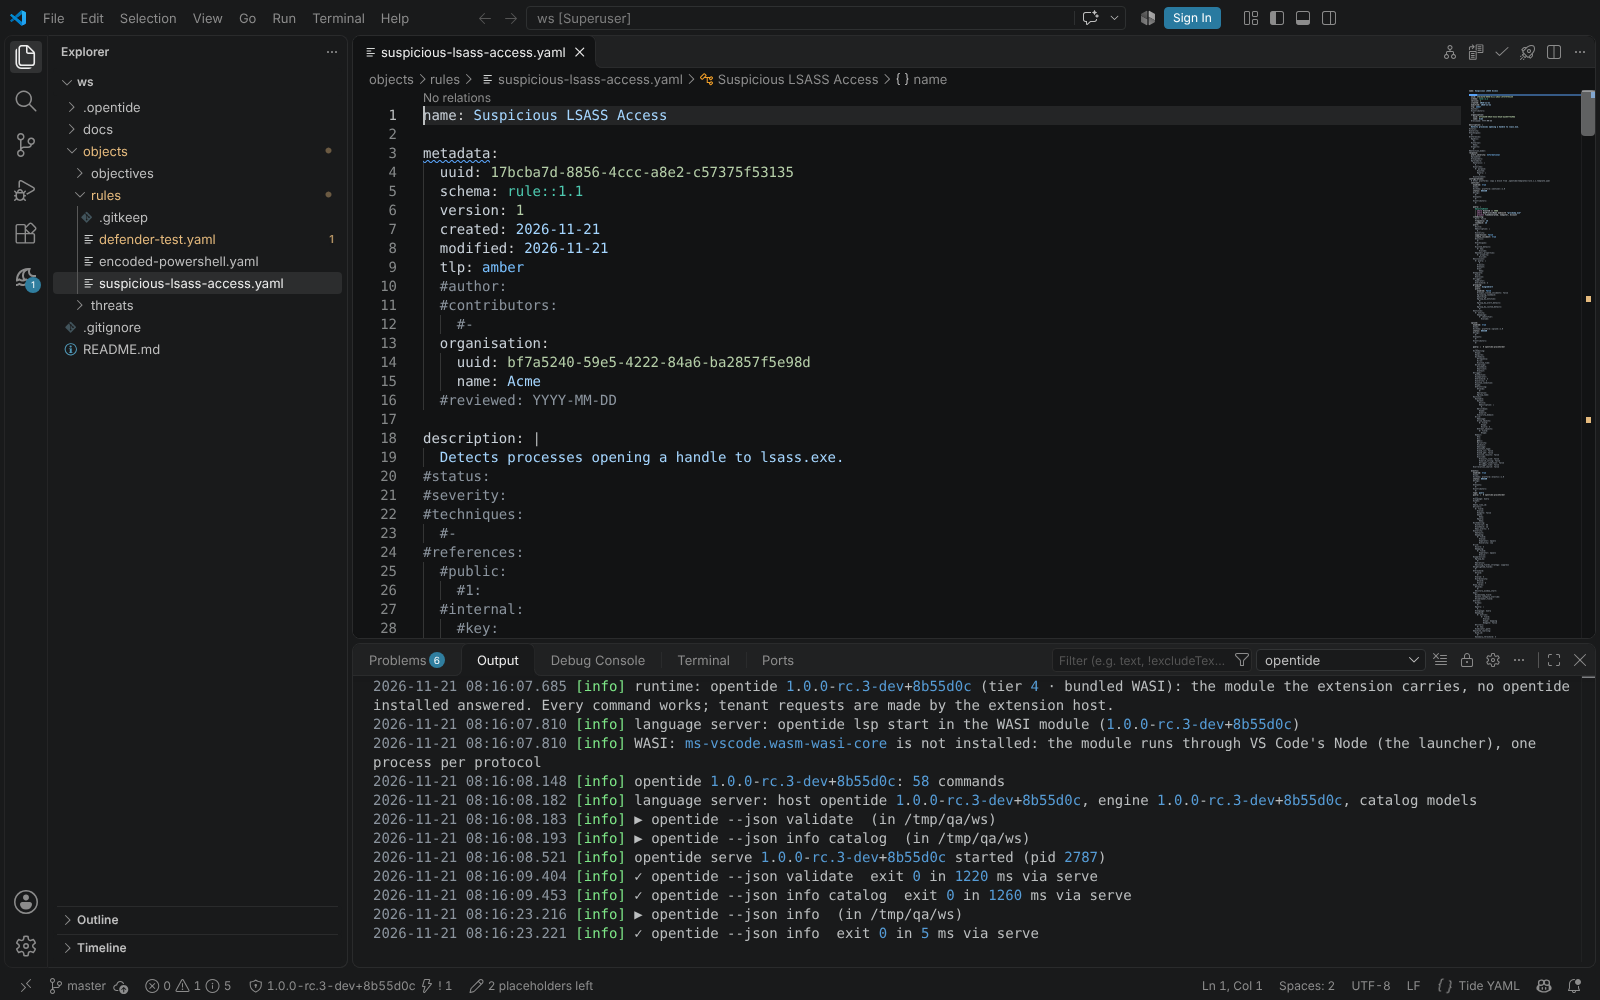 File Edit Selection View Go Run Terminal Help
ws [Superuser]
Sign In
Explorer
ws
.opentide
docs
objects
objectives
rules
.gitkeep
defender-test.yaml 1
encoded-powershell.yaml
suspicious-lsass-access.yaml
threats
.gitignore
README.md
1
Outline
Timeline
suspicious-lsass-access.yaml
objects > rules > suspicious-lsass-access.yaml > Suspicious LSASS Access > {} name
No relations
1 name: Suspicious LSASS Access
2
3 metadata:
4 uuid: 17bcba7d-8856-4ccc-a8e2-c57375f53135
5 schema: rule::1.1
6 version: 1
7 created: 2026-11-21
8 modified: 2026-11-21
9 tlp: amber
10 #author:
11 #contributors:
12 #-
13 organisation:
14 uuid: bf7a5240-59e5-4222-84a6-ba2857f5e98d
15 name: Acme
16 #reviewed: YYYY-MM-DD
17
18 description: |
19 Detects processes opening a handle to lsass.exe.
20 #status:
21 #severity:
22 #techniques:
23 #-
24 #references:
25 #public:
26 #1:
27 #internal:
28 #key:
Problems 6 Output Debug Console Terminal Ports
Filter (e.g. text, !excludeTex...
opentide
2026-11-21 08:16:07.685 [info] runtime: opentide 1.0.0-rc.3-dev+8b55d0c (tier 4 · bundled WASI): the module the extension carries, no opentide
installed answered. Every command works; tenant requests are made by the extension host.
2026-11-21 08:16:07.810 [info] language server: opentide lsp start in the WASI module (1.0.0-rc.3-dev+8b55d0c)
2026-11-21 08:16:07.810 [info] WASI: ms-vscode.wasm-wasi-core is not installed: the module runs through VS Code's Node (the launcher), one
process per protocol
2026-11-21 08:16:08.148 [info] opentide 1.0.0-rc.3-dev+8b55d0c: 58 commands
2026-11-21 08:16:08.182 [info] language server: host opentide 1.0.0-rc.3-dev+8b55d0c, engine 1.0.0-rc.3-dev+8b55d0c, catalog models
2026-11-21 08:16:08.183 [info] ▶ opentide --json validate (in /tmp/qa/ws)
2026-11-21 08:16:08.193 [info] ▶ opentide --json info catalog (in /tmp/qa/ws)
2026-11-21 08:16:08.521 [info] opentide serve 1.0.0-rc.3-dev+8b55d0c started (pid 2787)
2026-11-21 08:16:09.404 [info] ✓ opentide --json validate exit 0 in 1220 ms via serve
2026-11-21 08:16:09.453 [info] ✓ opentide --json info catalog exit 0 in 1260 ms via serve
2026-11-21 08:16:23.216 [info] ▶ opentide --json info (in /tmp/qa/ws)
2026-11-21 08:16:23.221 [info] ✓ opentide --json info exit 0 in 5 ms via serve
master 0 1 5 1.0.0-rc.3-dev+8b55d0c ! 1 2 placeholders left
Ln 1, Col 1 Spaces: 2 UTF-8 LF {} Tide YAML